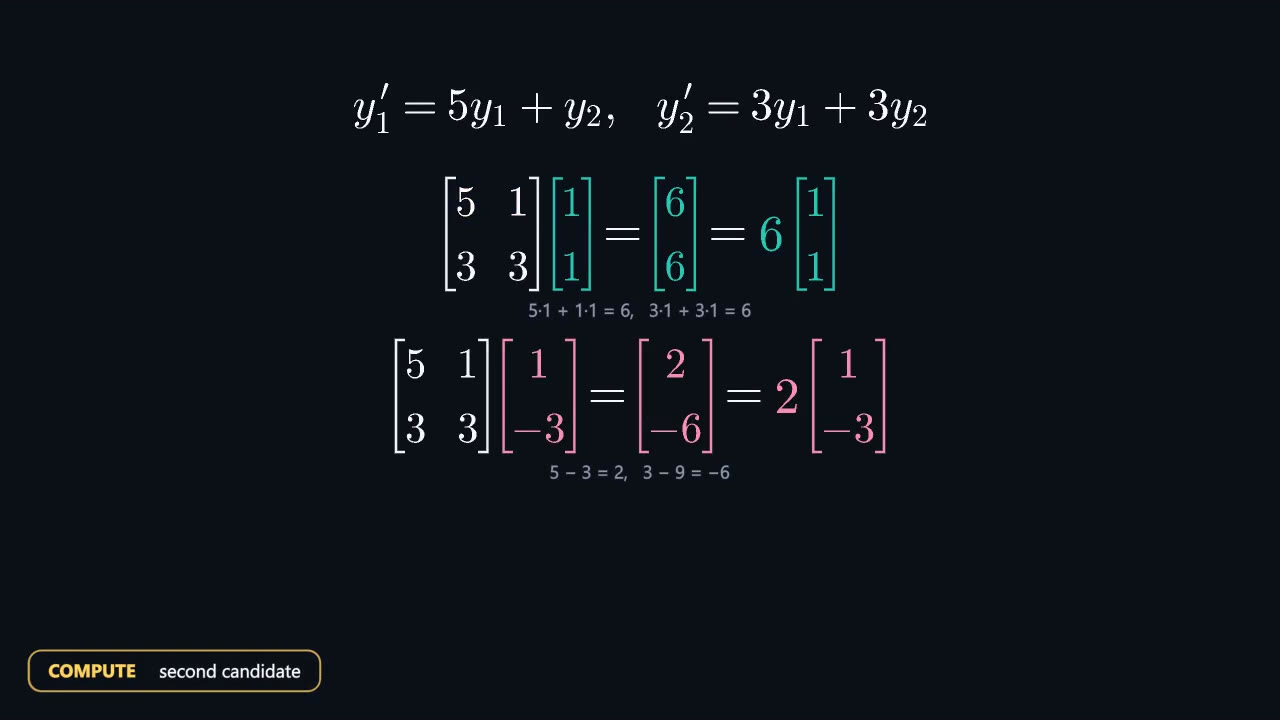 y₁′ = 5y₁ + y₂,   y₂′ = 3y₁ + 3y₂
[5 1; 3 3] [1; 1] = [6; 6] = 6 [1; 1]
5·1 + 1·1 = 6,   3·1 + 3·1 = 6
[5 1; 3 3] [1; −3] = [2; −6] = 2 [1; −3]
5 − 3 = 2,   3 − 9 = −6
COMPUTE second candidate